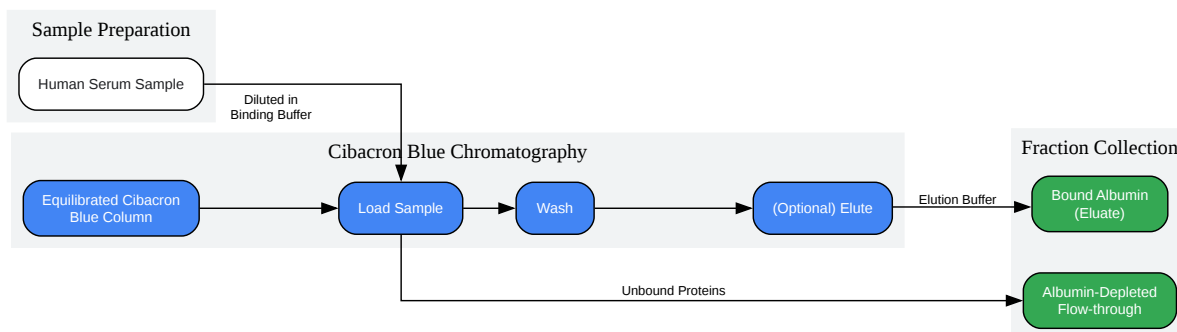 Sample Preparation
Human Serum Sample
Diluted in
Binding Buffer
Cibacron Blue Chromatography
Fraction Collection
Equilibrated Cibacron
Blue Column
Load Sample
Wash
(Optional) Elute
Elution Buffer
Bound Albumin
(Eluate)
Unbound Proteins
Albumin-Depleted
Flow-through